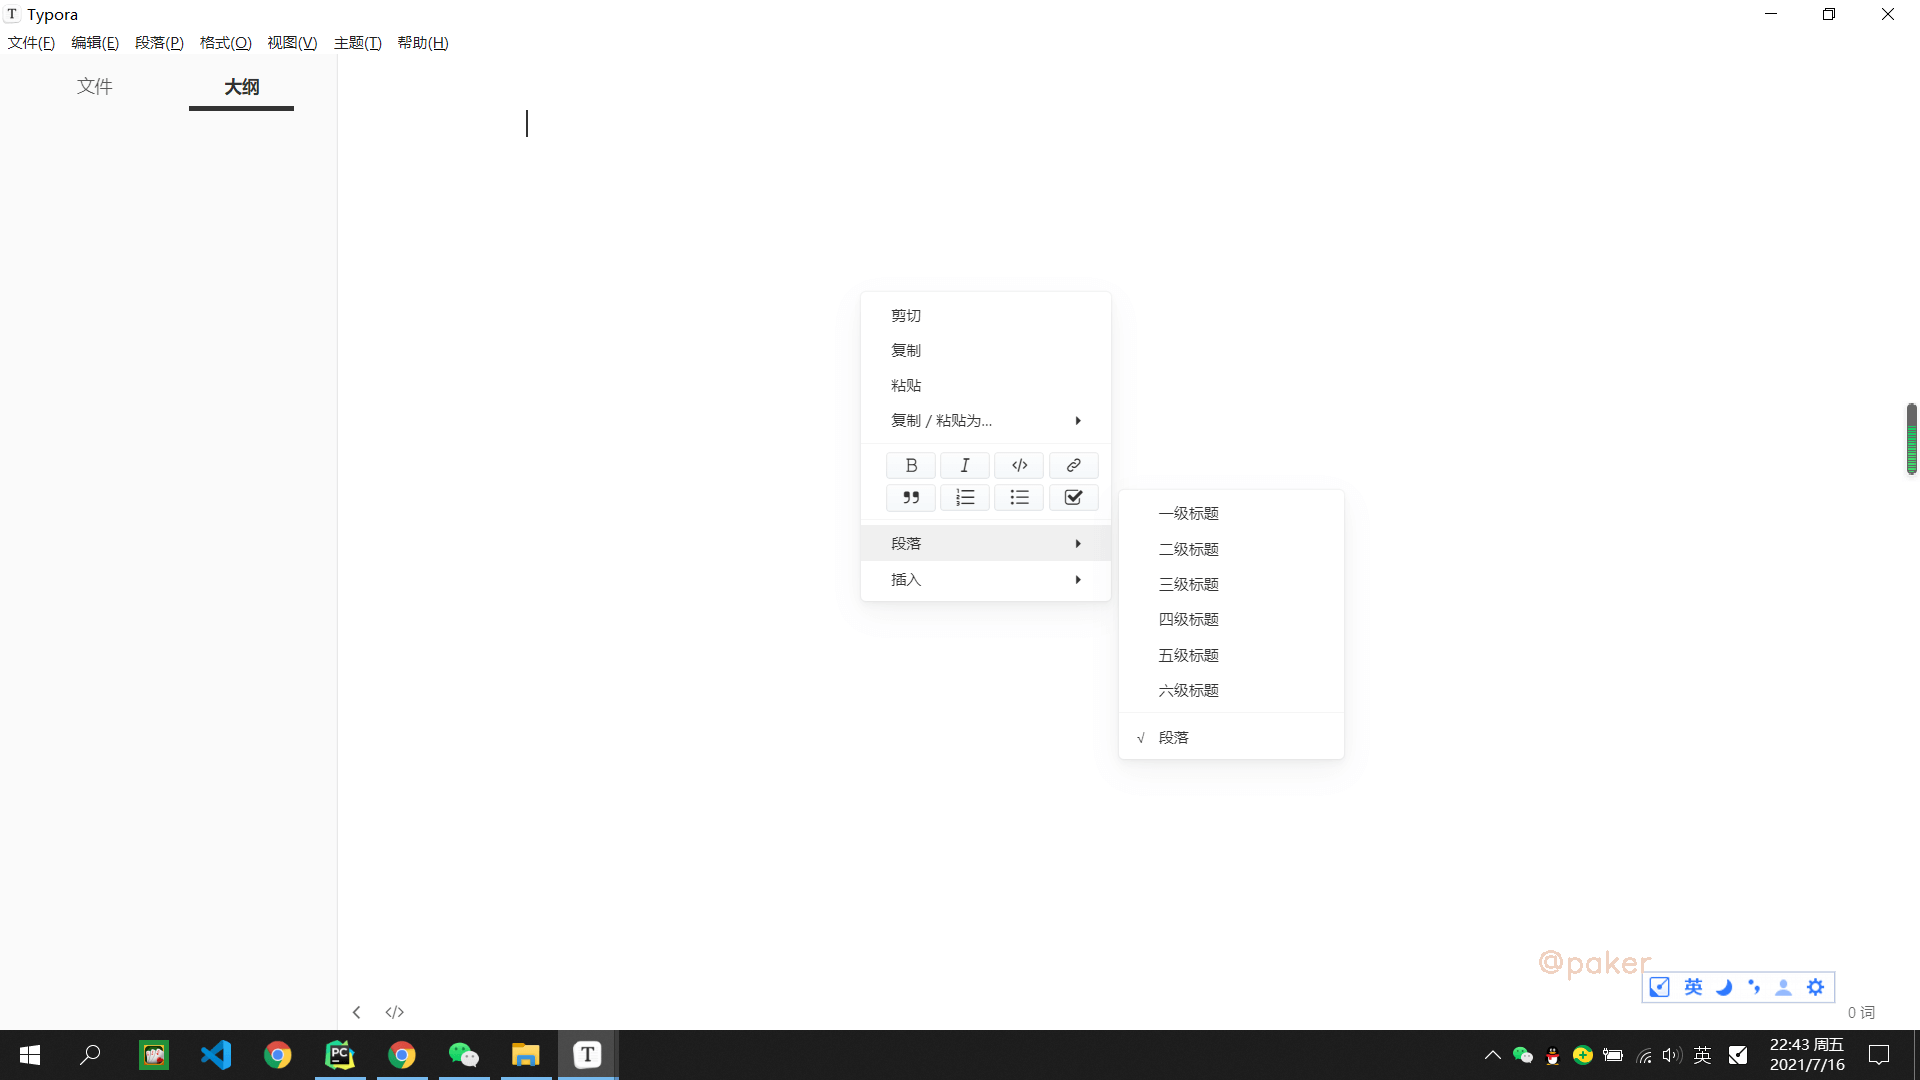 Typora
文件(F) 编辑(E) 段落(P) 格式(O) 视图(V) 主题(T) 帮助(H)
文件 大纲
剪切
复制
粘贴
复制 / 粘贴为...
B I </>
段落
插入
一级标题
二级标题
三级标题
四级标题
五级标题
六级标题
√ 段落
@paker
英
</> 0 词
PC T 英 22:43 周五
2021/7/16